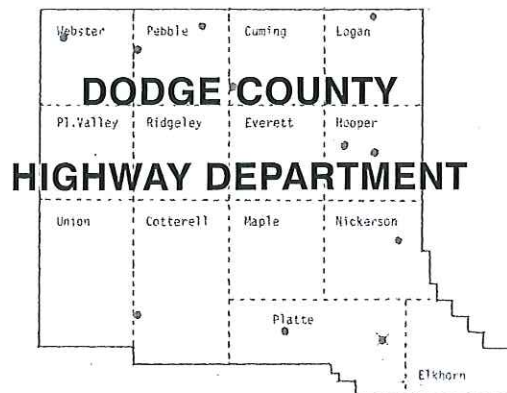 Webster Pebble Cuming Logan
DODGE COUNTY
Pl.Valley Ridgeley Everett Hooper
HIGHWAY DEPARTMENT
Union Cotterell Maple Nickerson
Platte
Elkhorn